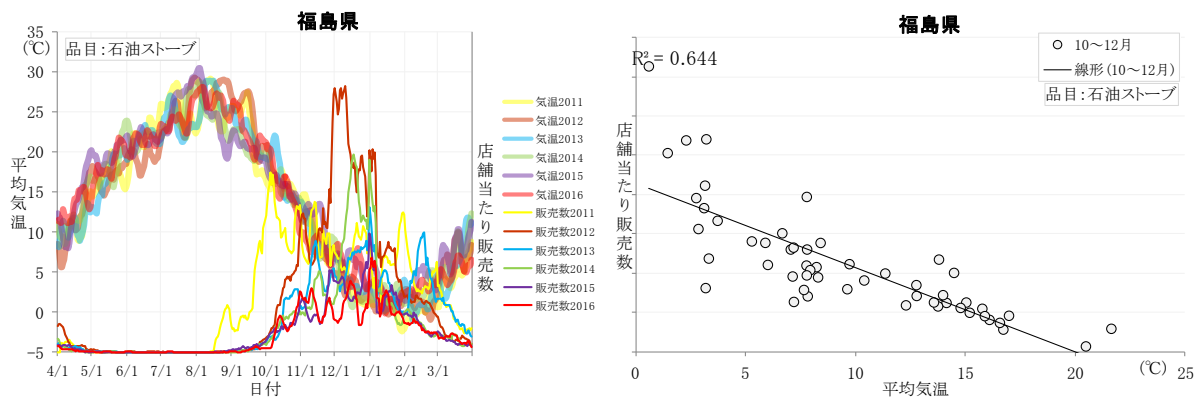 福島県
35
(℃)
品目：石油ストーブ
30
25
20
15
10
5
0
−5
平均気温
4/1 5/1 6/1 7/1 8/1 9/1 10/1 11/1 12/1 1/1 2/1 3/1
日付
店舗当たり販売数
気温2011
気温2012
気温2013
気温2014
気温2015
気温2016
販売数2011
販売数2012
販売数2013
販売数2014
販売数2015
販売数2016
福島県
R² = 0.644
10～12月
線形 (10～12月)
品目：石油ストーブ
店舗当たり販売数
0 5 10 15 20 25
(℃)
平均気温